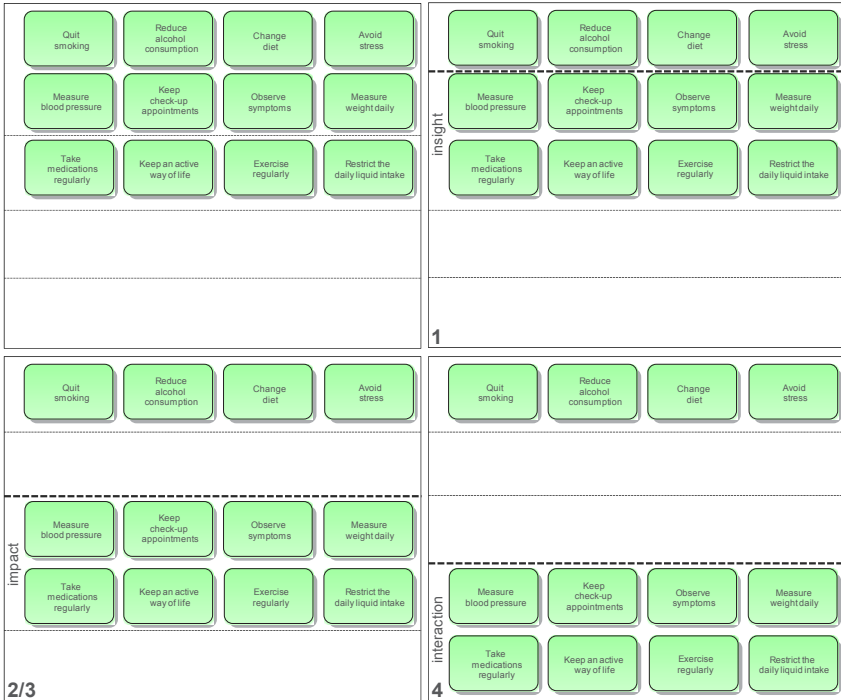 Quit
smoking
Reduce
alcohol
consumption
Change
diet
Avoid
stress
Measure
blood pressure
Keep
check-up
appointments
Observe
symptoms
Measure
weight daily
Take
medications
regularly
Keep an active
way of life
Exercise
regularly
Restrict the
daily liquid intake
Quit
smoking
Reduce
alcohol
consumption
Change
diet
Avoid
stress
insight
Measure
blood pressure
Keep
check-up
appointments
Observe
symptoms
Measure
weight daily
Take
medications
regularly
Keep an active
way of life
Exercise
regularly
Restrict the
daily liquid intake
1
Quit
smoking
Reduce
alcohol
consumption
Change
diet
Avoid
stress
impact
Measure
blood pressure
Keep
check-up
appointments
Observe
symptoms
Measure
weight daily
Take
medications
regularly
Keep an active
way of life
Exercise
regularly
Restrict the
daily liquid intake
2/3
Quit
smoking
Reduce
alcohol
consumption
Change
diet
Avoid
stress
interaction
Measure
blood pressure
Keep
check-up
appointments
Observe
symptoms
Measure
weight daily
Take
medications
regularly
Keep an active
way of life
Exercise
regularly
Restrict the
daily liquid intake
4